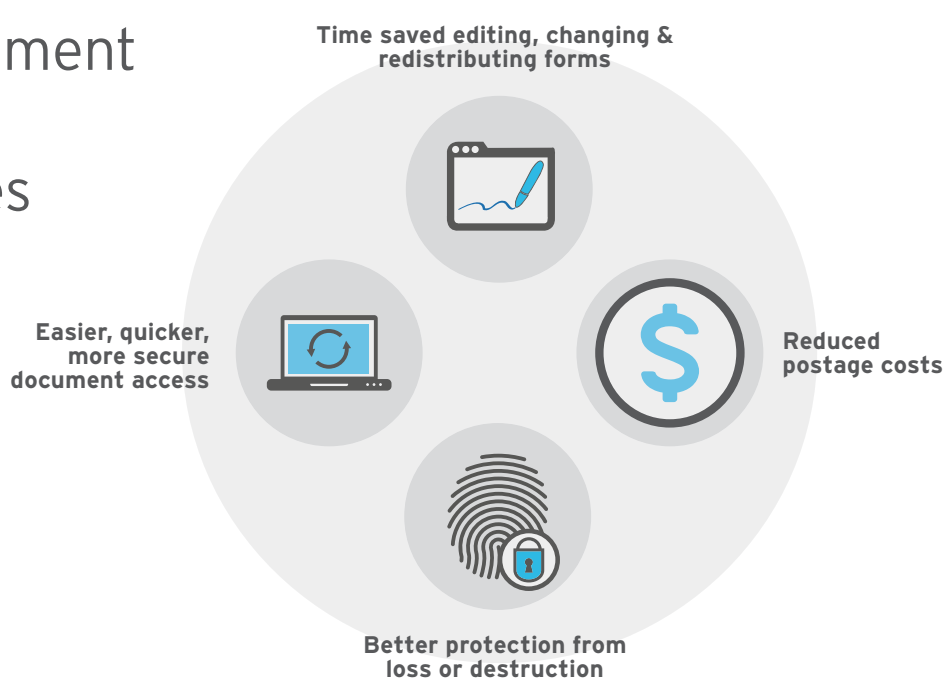 ment
es
Time saved editing, changing &
redistributing forms
Easier, quicker,
more secure
document access
Reduced
postage costs
Better protection from
loss or destruction